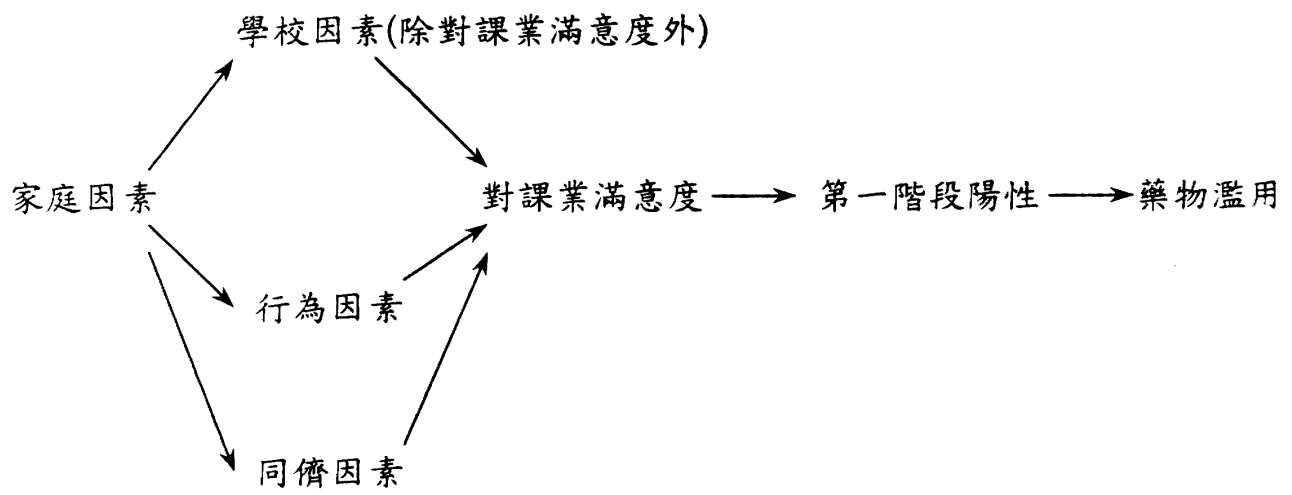 學校因素(除對課業滿意度外)
家庭因素
對課業滿意度
第一階段陽性
藥物濫用
行為因素
同儕因素